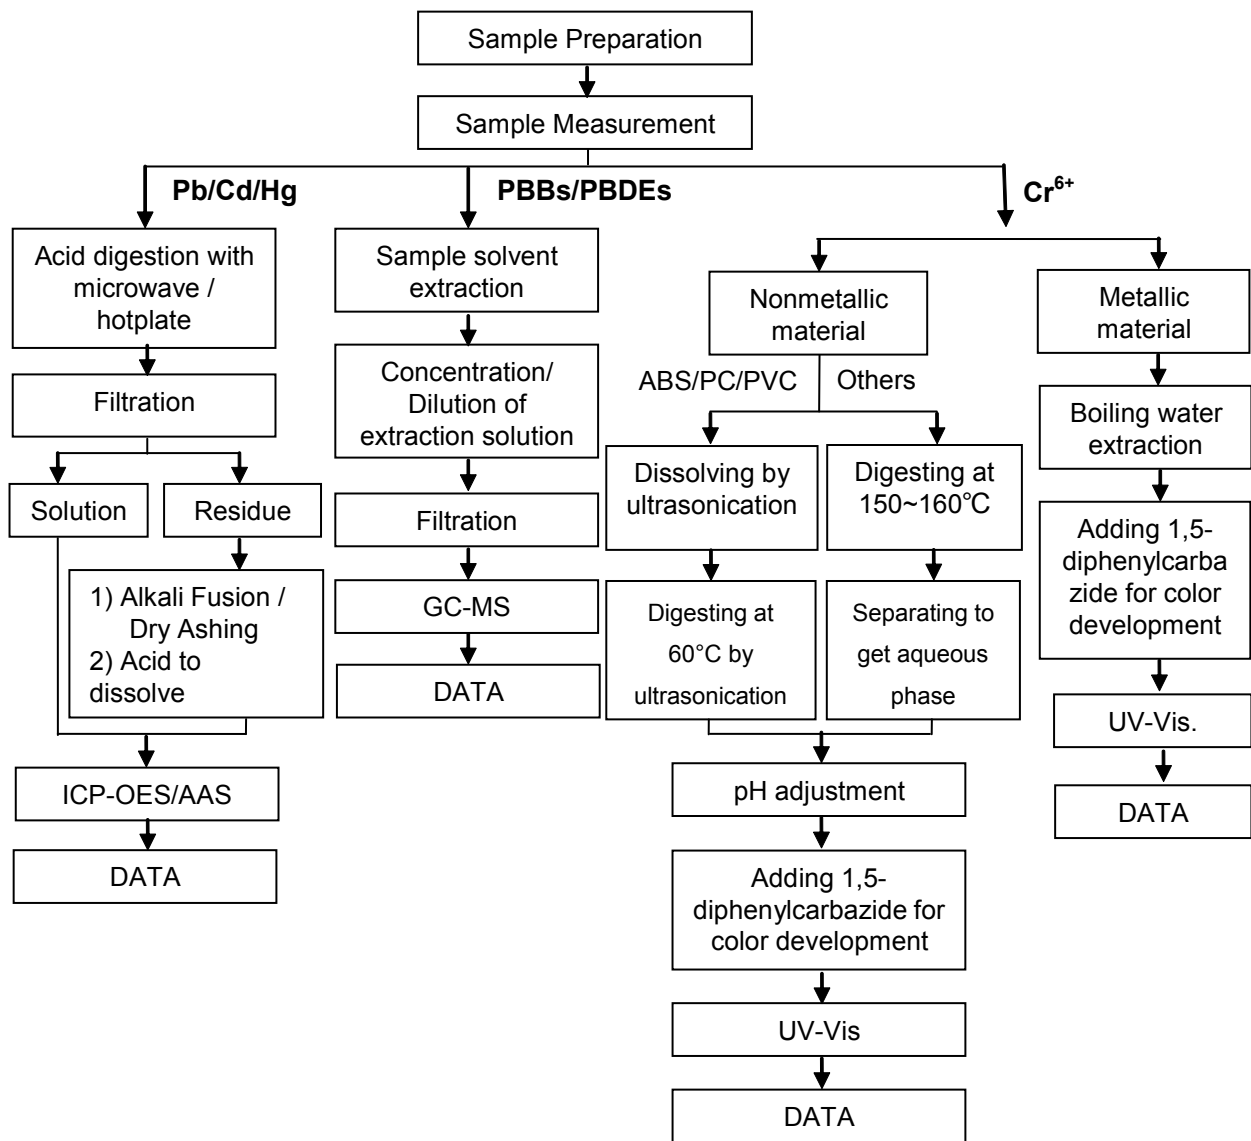 Sample Preparation
Sample Measurement
Pb/Cd/Hg
PBBs/PBDEs
Cr6+
Acid digestion with
microwave /
hotplate
Filtration
Solution
Residue
1) Alkali Fusion /
Dry Ashing
2) Acid to
dissolve
ICP-OES/AAS
DATA
Sample solvent
extraction
Concentration/
Dilution of
extraction solution
Filtration
GC-MS
DATA
Nonmetallic
material
ABS/PC/PVC
Others
Dissolving by
ultrasonication
Digesting at
60°C by
ultrasonication
Digesting at
150~160℃
Separating to
get aqueous
phase
pH adjustment
Adding 1,5-
diphenylcarbazide for
color development
UV-Vis
DATA
Metallic
material
Boiling water
extraction
Adding 1,5-
diphenylcarba
zide for color
development
UV-Vis.
DATA